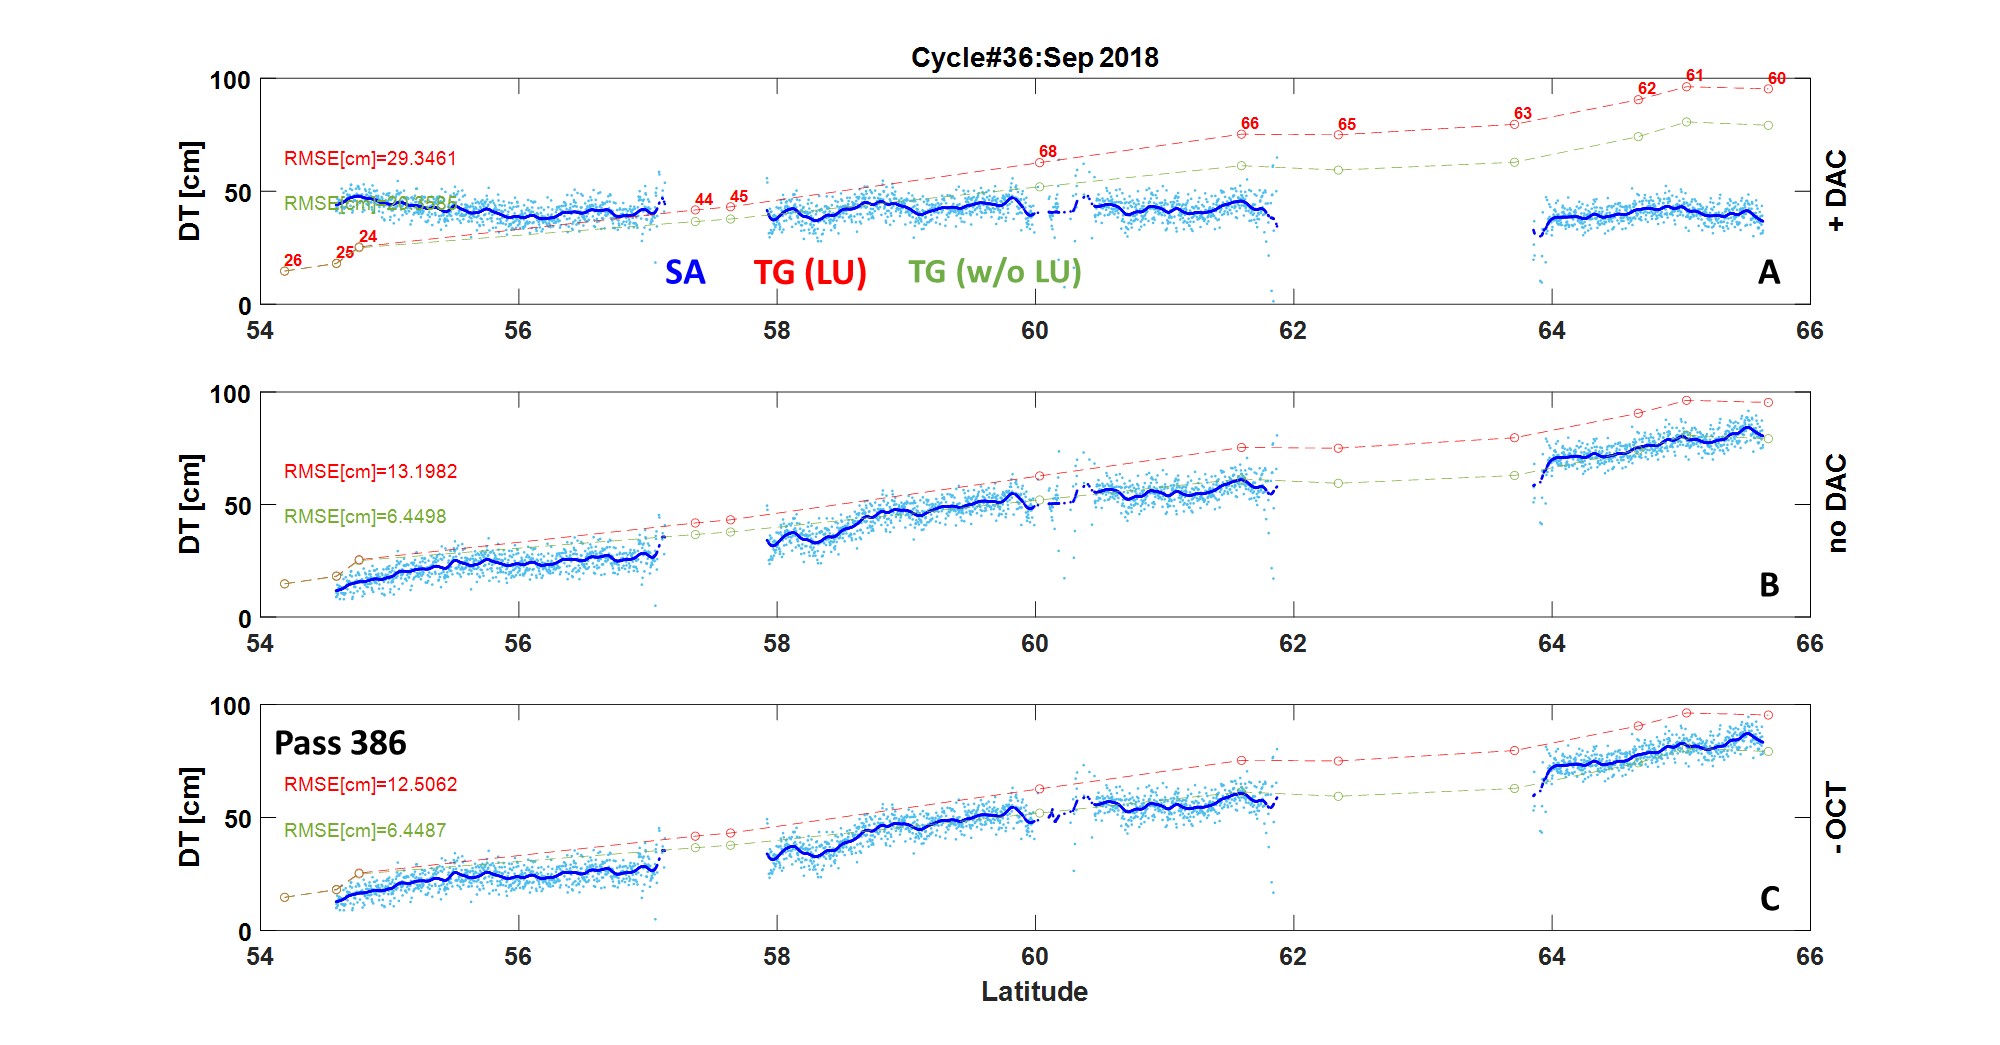 Cycle#36:Sep 2018
100
50
0
DT [cm]
RMSE[cm]=29.3461
26
25
24
44
45
68
66
65
63
62
61
60
SA
TG (LU)
TG (w/o LU)
A
+ DAC
54
56
58
60
62
64
66
100
50
0
DT [cm]
RMSE[cm]=13.1982
RMSE[cm]=6.4498
B
no DAC
54
56
58
60
62
64
66
100
50
0
DT [cm]
Pass 386
RMSE[cm]=12.5062
RMSE[cm]=6.4487
C
- OCT
54
56
58
60
62
64
66
Latitude